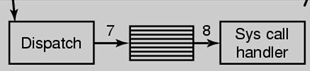 7
8
Dispatch
Sys call
handler